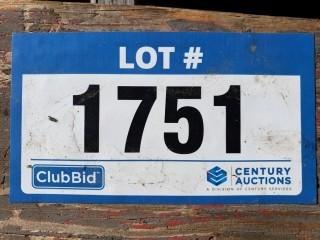 LOT #
1751
ClubBid
CENTURY
AUCTIONS
A DIVISION OF CENTURY SERVICES